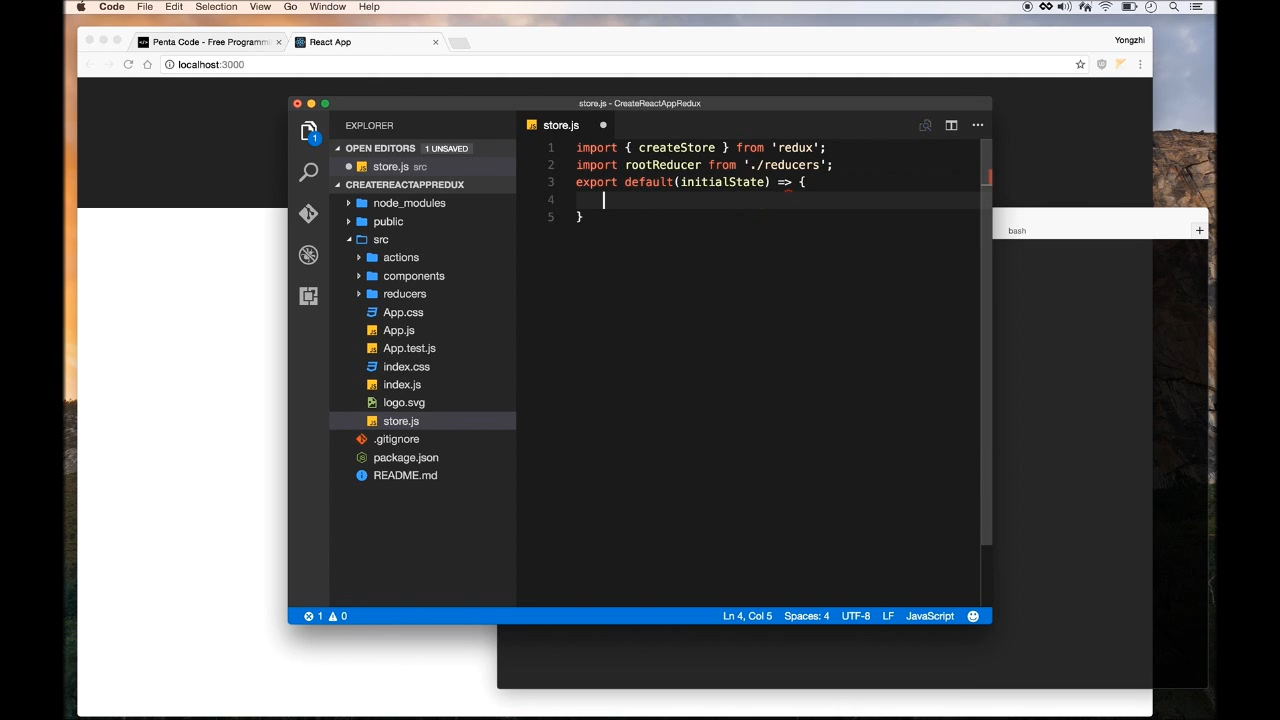 Code File Edit Selection View Go Window Help
Penta Code - Free Programmi
React App
Yongzhi
localhost:3000
store.js - CreateReactAppRedux
EXPLORER
OPEN EDITORS 1 UNSAVED
store.js src
CREATEREACTAPPREDUX
node_modules
public
src
actions
components
reducers
App.css
App.js
App.test.js
index.css
index.js
logo.svg
store.js
.gitignore
package.json
README.md
1
store.js
1 import { createStore } from 'redux';
2 import rootReducer from './reducers';
3 export default(initialState) => {
4
5 }
bash
1 0
Ln 4, Col 5 Spaces: 4 UTF-8 LF JavaScript